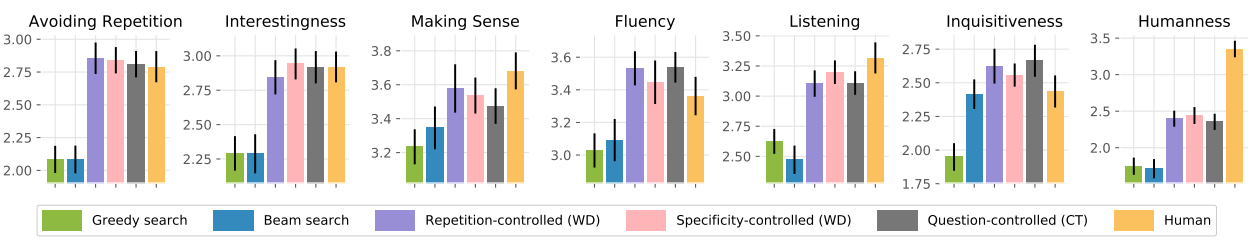 Avoiding Repetition
3.00
2.75
2.50
2.25
2.00
Interestingness
3.00
2.75
2.50
2.25
Making Sense
3.8
3.6
3.4
3.2
Fluency
3.6
3.4
3.2
3.0
Listening
3.50
3.25
3.00
2.75
2.50
Inquisitiveness
2.75
2.50
2.25
2.00
1.75
Humanness
3.5
3.0
2.5
2.0
Greedy search
Beam search
Repetition-controlled (WD)
Specificity-controlled (WD)
Question-controlled (CT)
Human